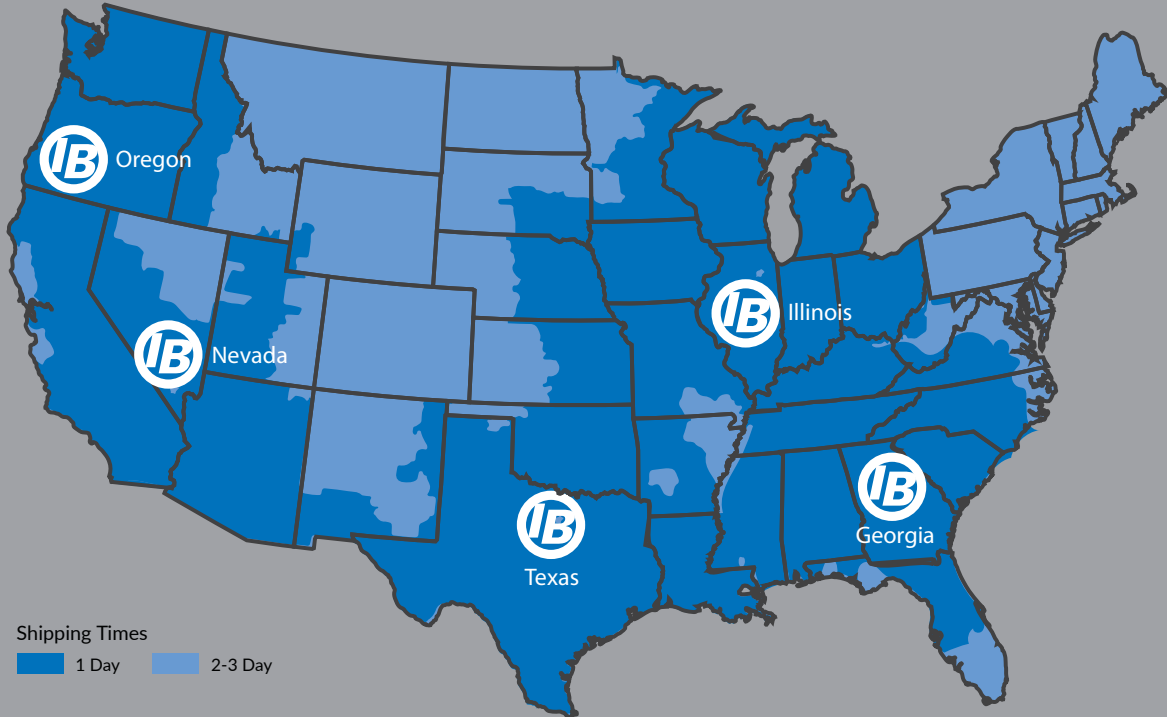 IB Oregon
IB Illinois
IB Nevada
IB
Georgia
IB
Texas
Shipping Times
1 Day 2-3 Day